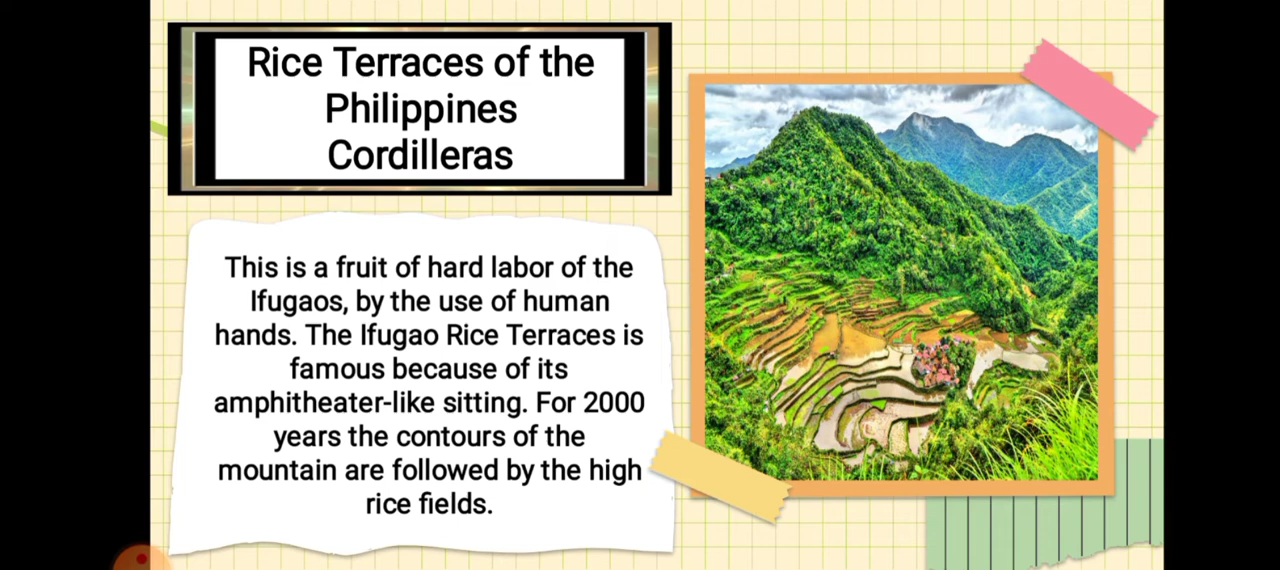 Rice Terraces of the
Philippines
Cordilleras
This is a fruit of hard labor of the
Ifugaos, by the use of human
hands. The Ifugao Rice Terraces is
famous because of its
amphitheater-like sitting. For 2000
years the contours of the
mountain are followed by the high
rice fields.